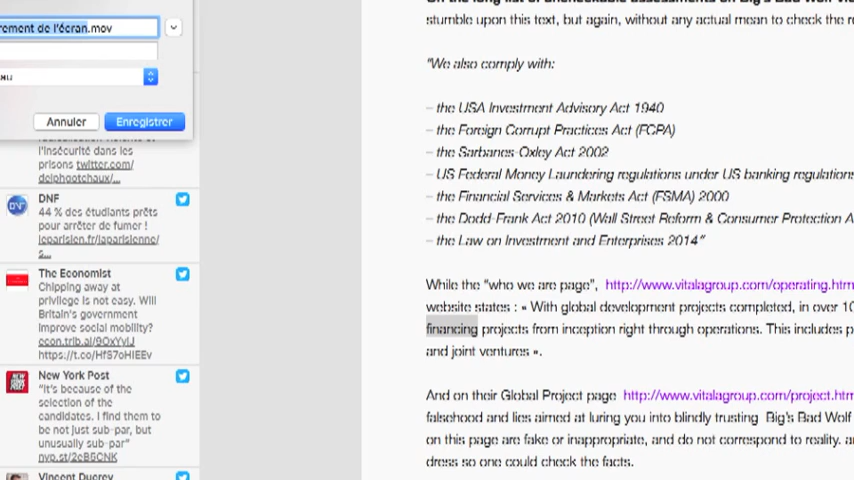 rement de l'écran.mov
Annuler
Enregistrer
l'insécurité dans les
prisons twitter.com/
delphgotchaux/...
DNF
44 % des étudiants prêts
pour arrêter de fumer !
leparisien.fr/laparisienne/
s...
The Economist
Chipping away at
privilege is not easy. Will
Britain's government
improve social mobility?
econ.trib.al/9OxYvlJ
https://t.co/HfS7oHIEEv
New York Post
"It's because of the
selection of the
candidates. I find them to
be not just sub-par, but
unusually sub-par"
nyp.st/2eB5CNK
Vincent Ducrey
stumble upon this text, but again, without any actual mean to check the
"We also comply with:
– the USA Investment Advisory Act 1940
– the Foreign Corrupt Practices Act (FCPA)
– the Sarbanes-Oxley Act 2002
– US Federal Money Laundering regulations under US banking regulations
– the Financial Services & Markets Act (FSMA) 2000
– the Dodd-Frank Act 2010 (Wall Street Reform & Consumer Protection A
– the Law on Investment and Enterprises 2014"
While the "who we are page", http://www.vitalagroup.com/operating.htm
website states : « With global development projects completed, in over 10
financing projects from inception right through operations. This includes p
and joint ventures ».
And on their Global Project page http://www.vitalagroup.com/project.htm
falsehood and lies aimed at luring you into blindly trusting Big's Bad Wolf
on this page are fake or inappropriate, and do not correspond to reality. a
dress so one could check the facts.